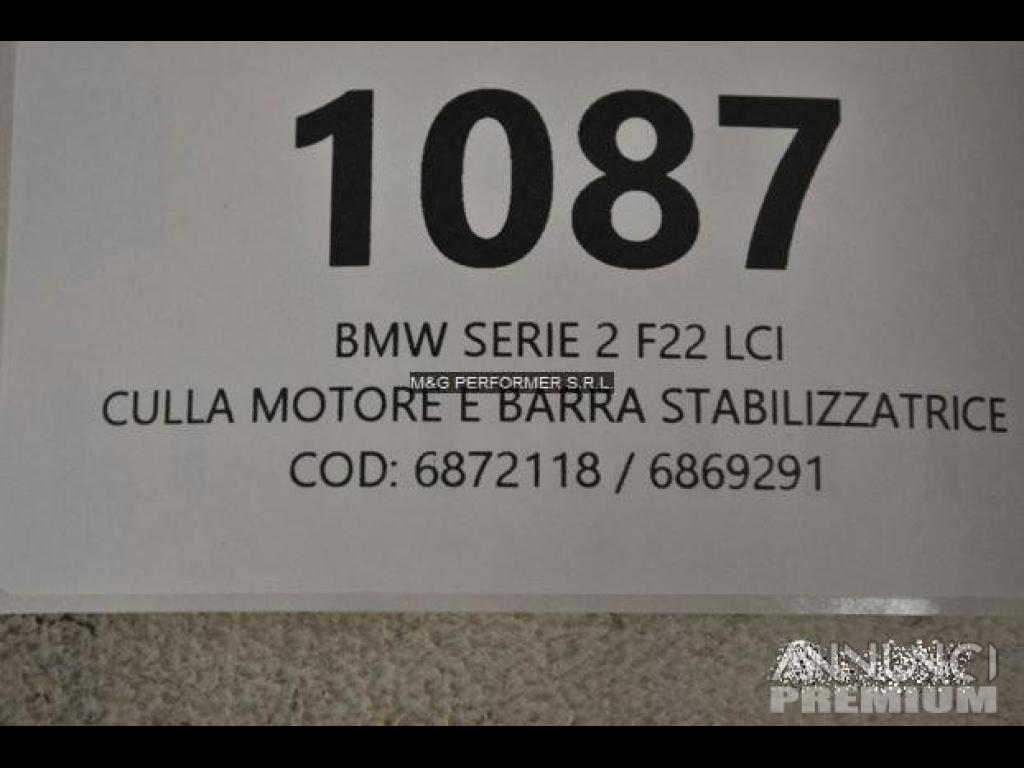 1087
BMW SERIE 2 F22 LCI
M&G PERFORMER S.R.L.
CULLA MOTORE E BARRA STABILIZZATRICE
COD: 6872118 / 6869291
ANNUNCI
PREMIUM